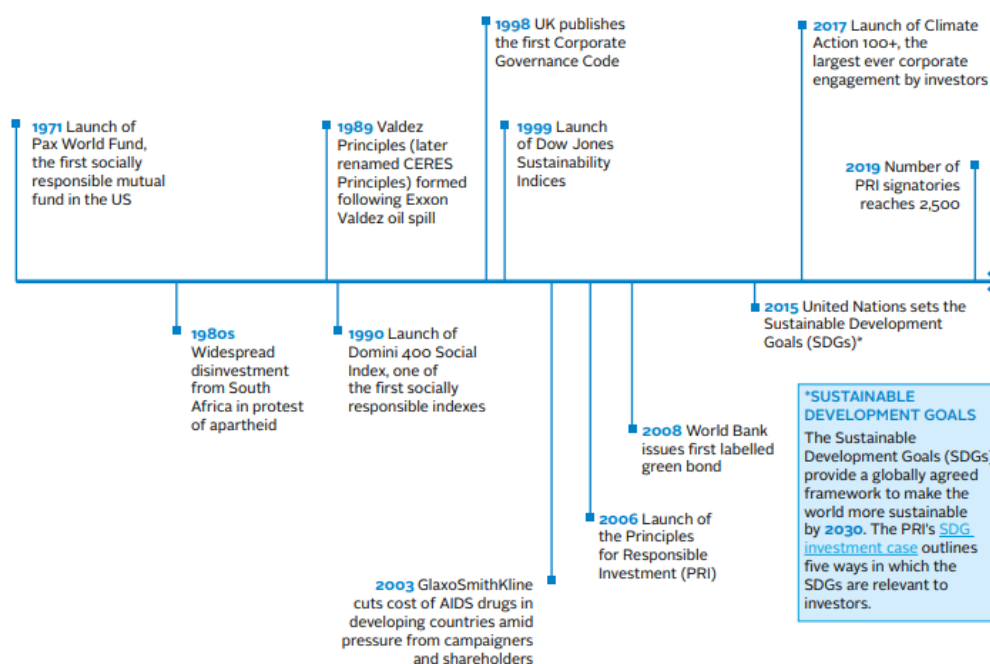 1971 Launch of
Pax World Fund,
the first socially
responsible mutual
fund in the US
1980s
Widespread
disinvestment
from South
Africa in protest
of apartheid
1989 Valdez
Principles (later
renamed CERES
Principles) formed
following Exxon
Valdez oil spill
1990 Launch of
Domini 400 Social
Index, one of
the first socially
responsible indexes
1998 UK publishes
the first Corporate
Governance Code
1999 Launch
of Dow Jones
Sustainability
Indices
2003 GlaxoSmithKline
cuts cost of AIDS drugs in
developing countries amid
pressure from campaigners
and shareholders
2006 Launch of
the Principles
for Responsible
Investment (PRI)
2008 World Bank
issues first labelled
green bond
2015 United Nations sets the
Sustainable Development
Goals (SDGs)*
2017 Launch of Climate
Action 100+, the
largest ever corporate
engagement by investors
2019 Number of
PRI signatories
reaches 2,500
*SUSTAINABLE
DEVELOPMENT GOALS
The Sustainable
Development Goals (SDGs)
provide a globally agreed
framework to make the
world more sustainable
by 2030. The PRI's SDG
investment case outlines
five ways in which the
SDGs are relevant to
investors.